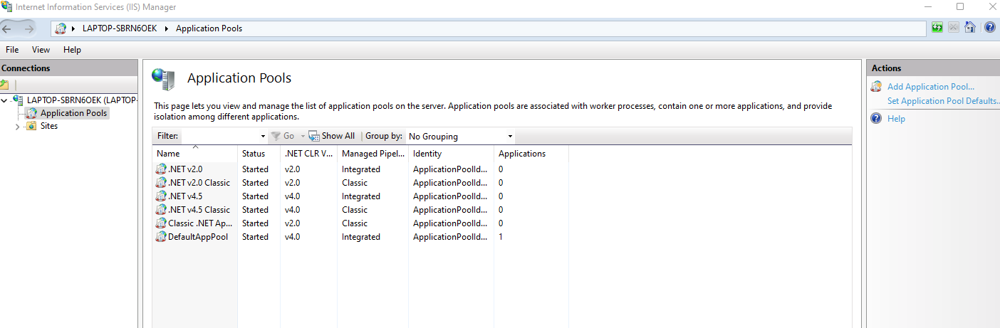 Internet Information Services (IIS) Manager
LAPTOP-SBRN6OEK Application Pools
File View Help
Connections
LAPTOP-SBRN6OEK (LAPTOP-
Application Pools
Sites
Application Pools
This page lets you view and manage the list of application pools on the server. Application pools are associated with worker processes, contain one or more applications, and provide
isolation among different applications.
Filter: Go Show All Group by: No Grouping
Name Status .NET CLR V... Managed Pipel... Identity Applications
.NET v2.0 Started v2.0 Integrated ApplicationPoolId... 0
.NET v2.0 Classic Started v2.0 Classic ApplicationPoolId... 0
.NET v4.5 Started v4.0 Integrated ApplicationPoolId... 0
.NET v4.5 Classic Started v4.0 Classic ApplicationPoolId... 0
Classic .NET Ap... Started v2.0 Classic ApplicationPoolId... 0
DefaultAppPool Started v4.0 Integrated ApplicationPoolId... 1
Actions
Add Application Pool...
Set Application Pool Defaults..
Help